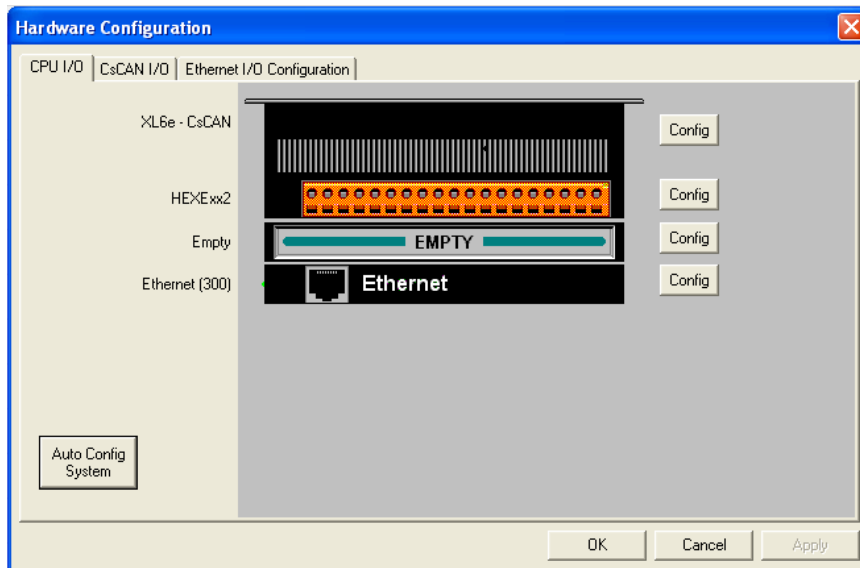 Hardware Configuration
CPU I/O CsCAN I/O Ethernet I/O Configuration
XL6e - CsCAN Config
HEXExx2 Config
Empty EMPTY Config
Ethernet (300) Ethernet Config
Auto Config
System
OK Cancel Apply